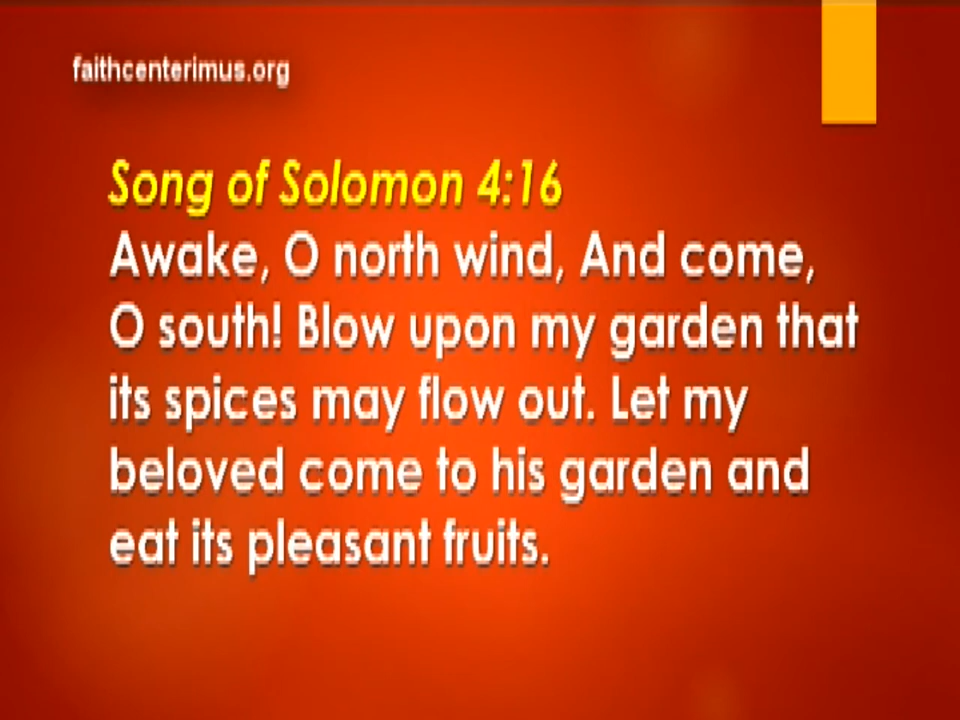 faithcenterimus.org
Song of Solomon 4:16
Awake, O north wind, And come,
O south! Blow upon my garden that
its spices may flow out. Let my
beloved come to his garden and
eat its pleasant fruits.